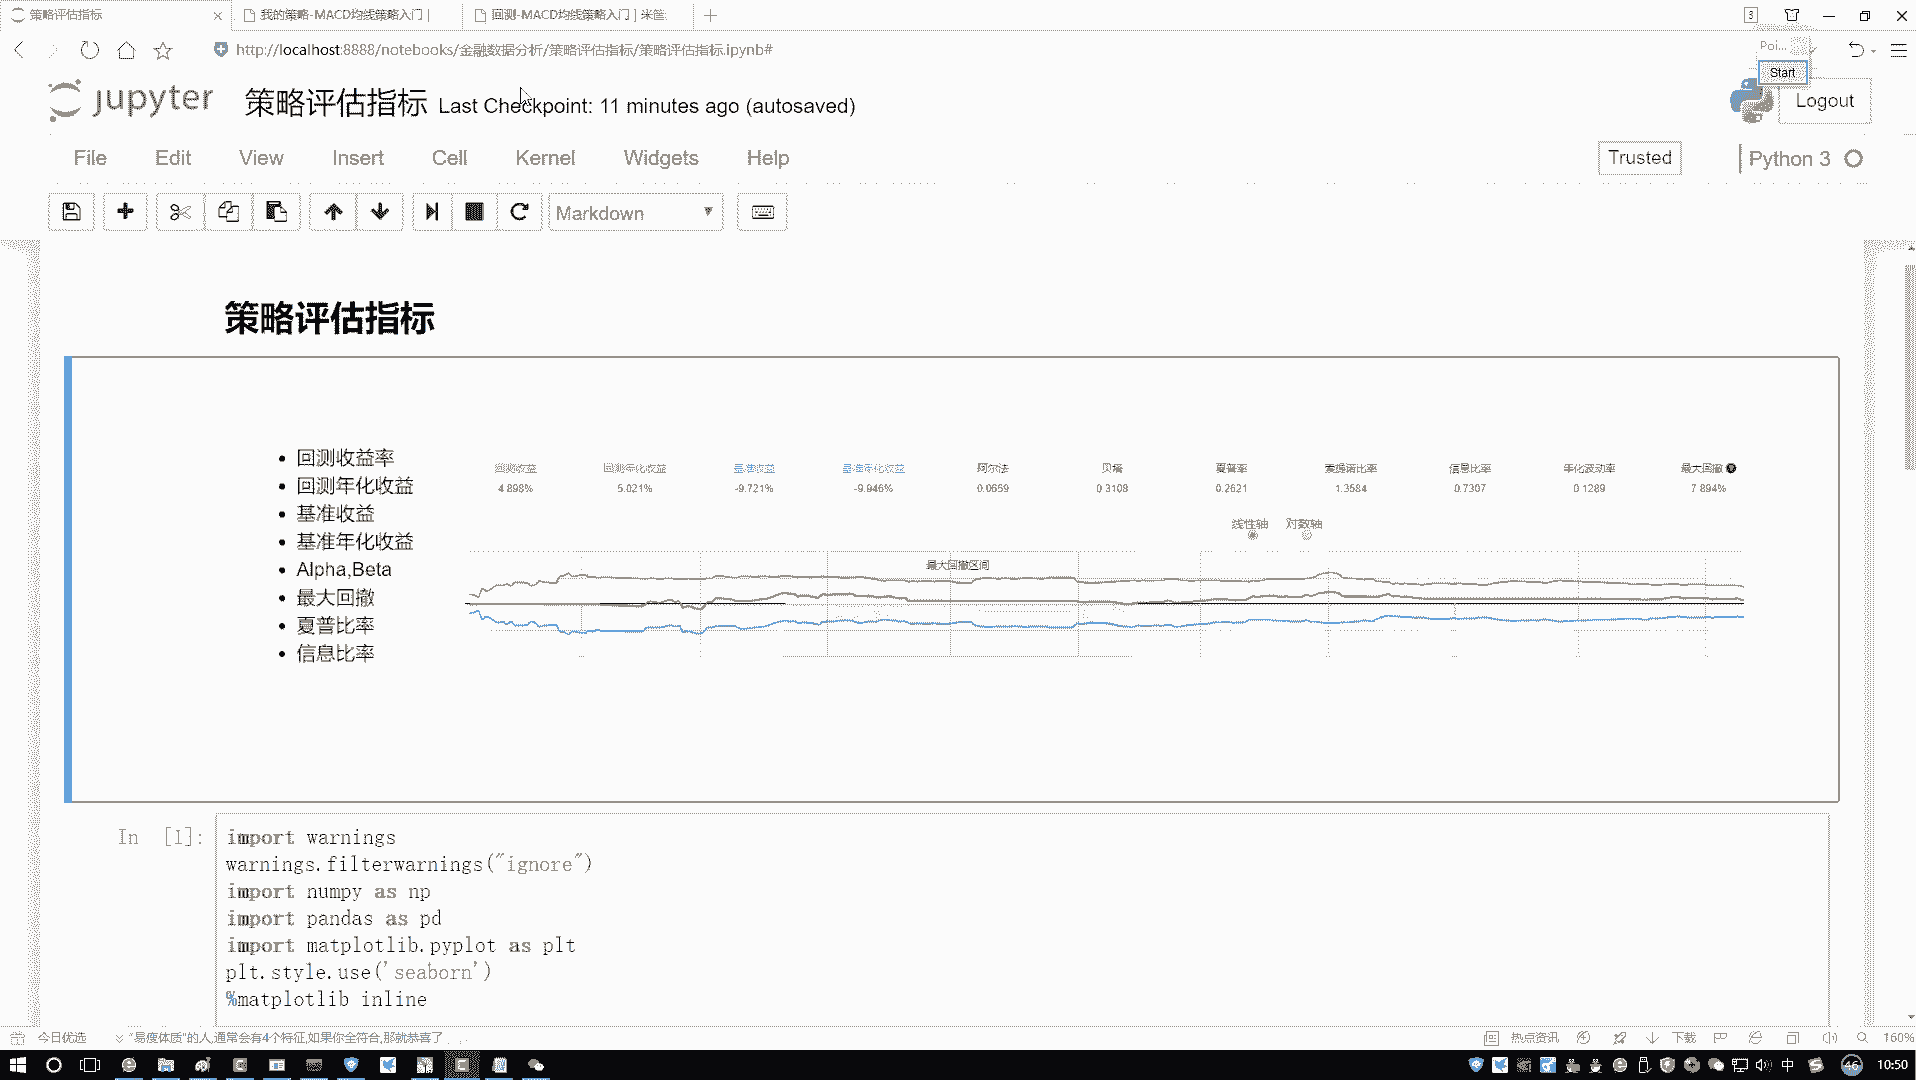 策略评估指标
我的策略-MACD均线策略入门 |
回测-MACD均线策略入门 | 米筐
3
http://localhost:8888/notebooks/金融数据分析/策略评估指标/策略评估指标.ipynb#
Poi...
Start
jupyter
策略评估指标 Last Checkpoint: 11 minutes ago (autosaved)
Logout
File Edit View Insert Cell Kernel Widgets Help
Trusted
Python 3
Markdown
策略评估指标
回测收益率
回测年化收益
基准收益
基准年化收益
Alpha,Beta
最大回撤
夏普比率
信息比率
回测收益 回测年化收益 基准收益 基准年化收益 阿尔法 贝塔 夏普率 索提诺比率 信息比率 年化波动率 最大回撤
4.898% 5.021% -9.721% -9.946% 0.0659 0.3108 0.2621 1.3584 0.7307 0.1289 7.894%
线性轴 对数轴
最大回撤区间
In [1]:
import warnings
warnings.filterwarnings("ignore")
import numpy as np
import pandas as pd
import matplotlib.pyplot as plt
plt.style.use('seaborn')
%matplotlib inline
今日优选
"易瘦体质"的人,通常会有4个特征,如果你全符合,那就恭喜了
热点资讯
下载
160%
中
46
10:50